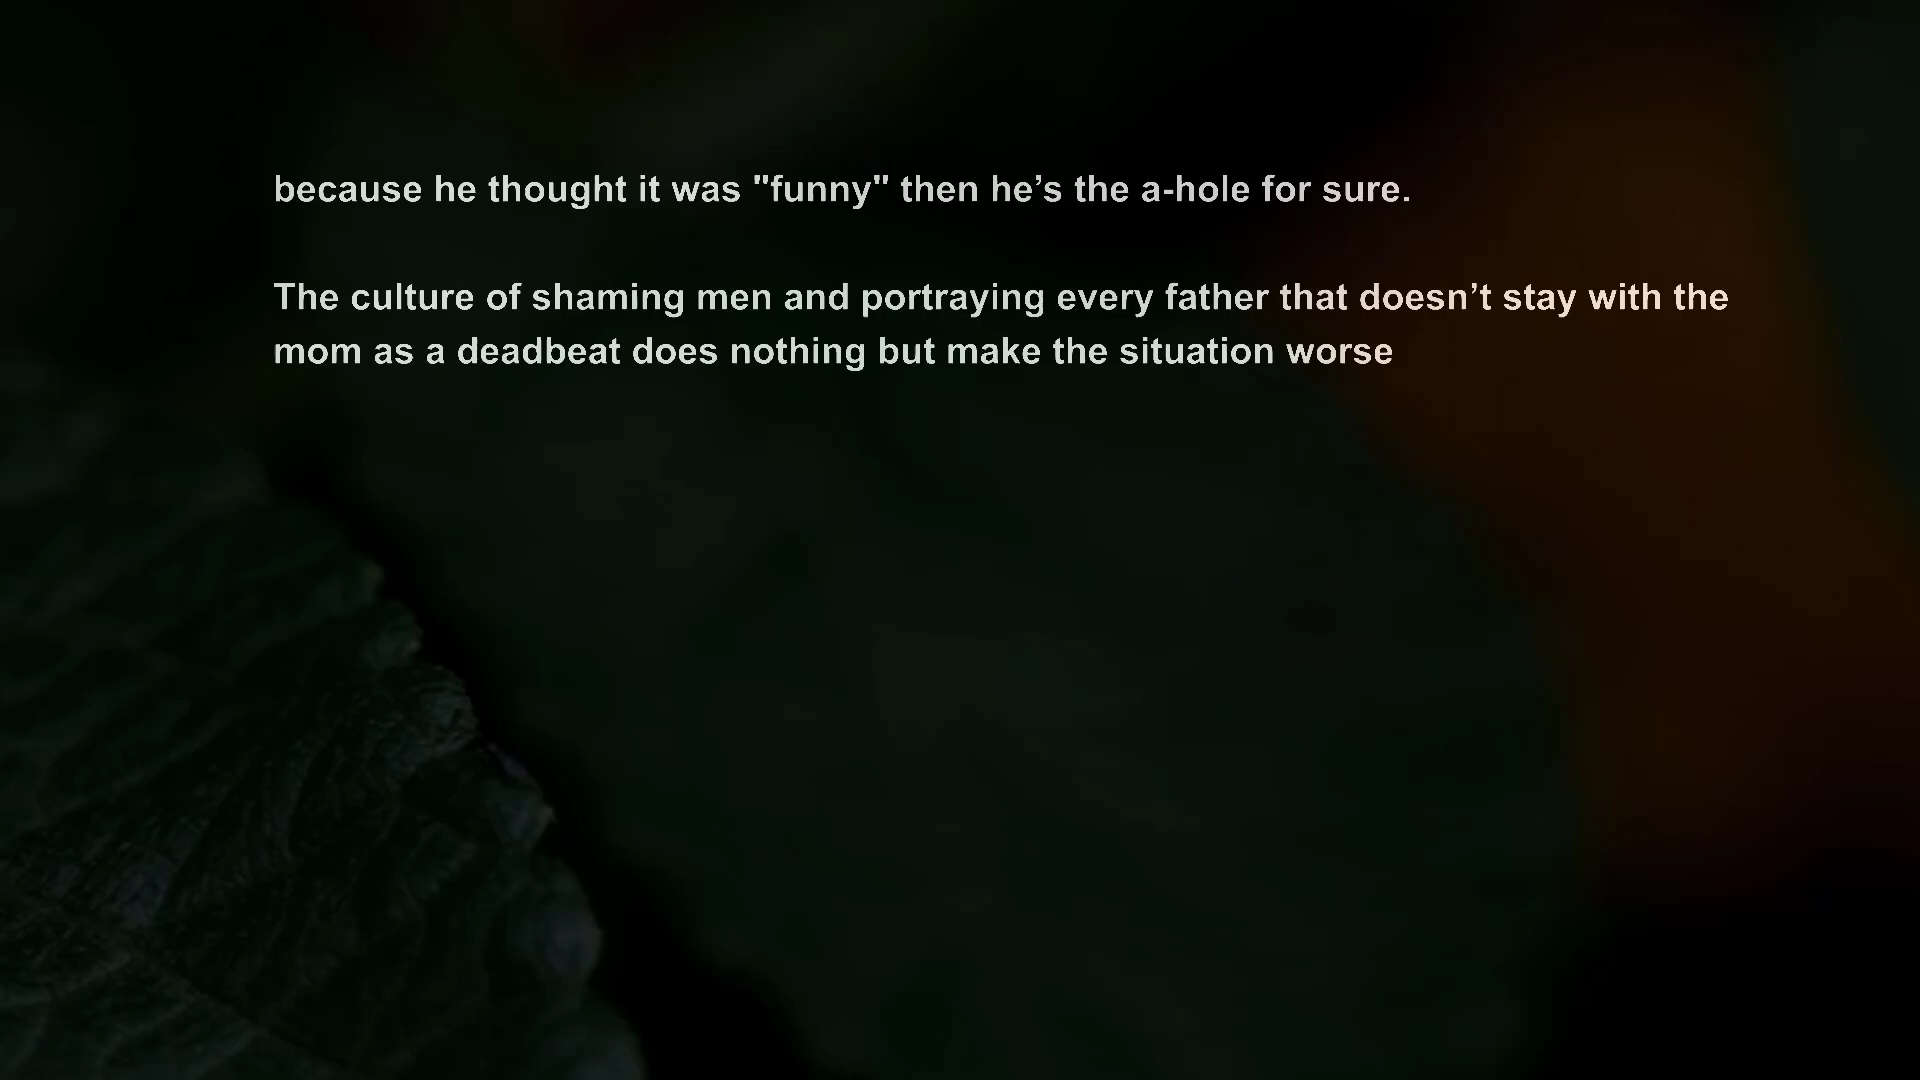 because he thought it was "funny" then he’s the a-hole for sure.
The culture of shaming men and portraying every father that doesn’t stay with the
mom as a deadbeat does nothing but make the situation worse